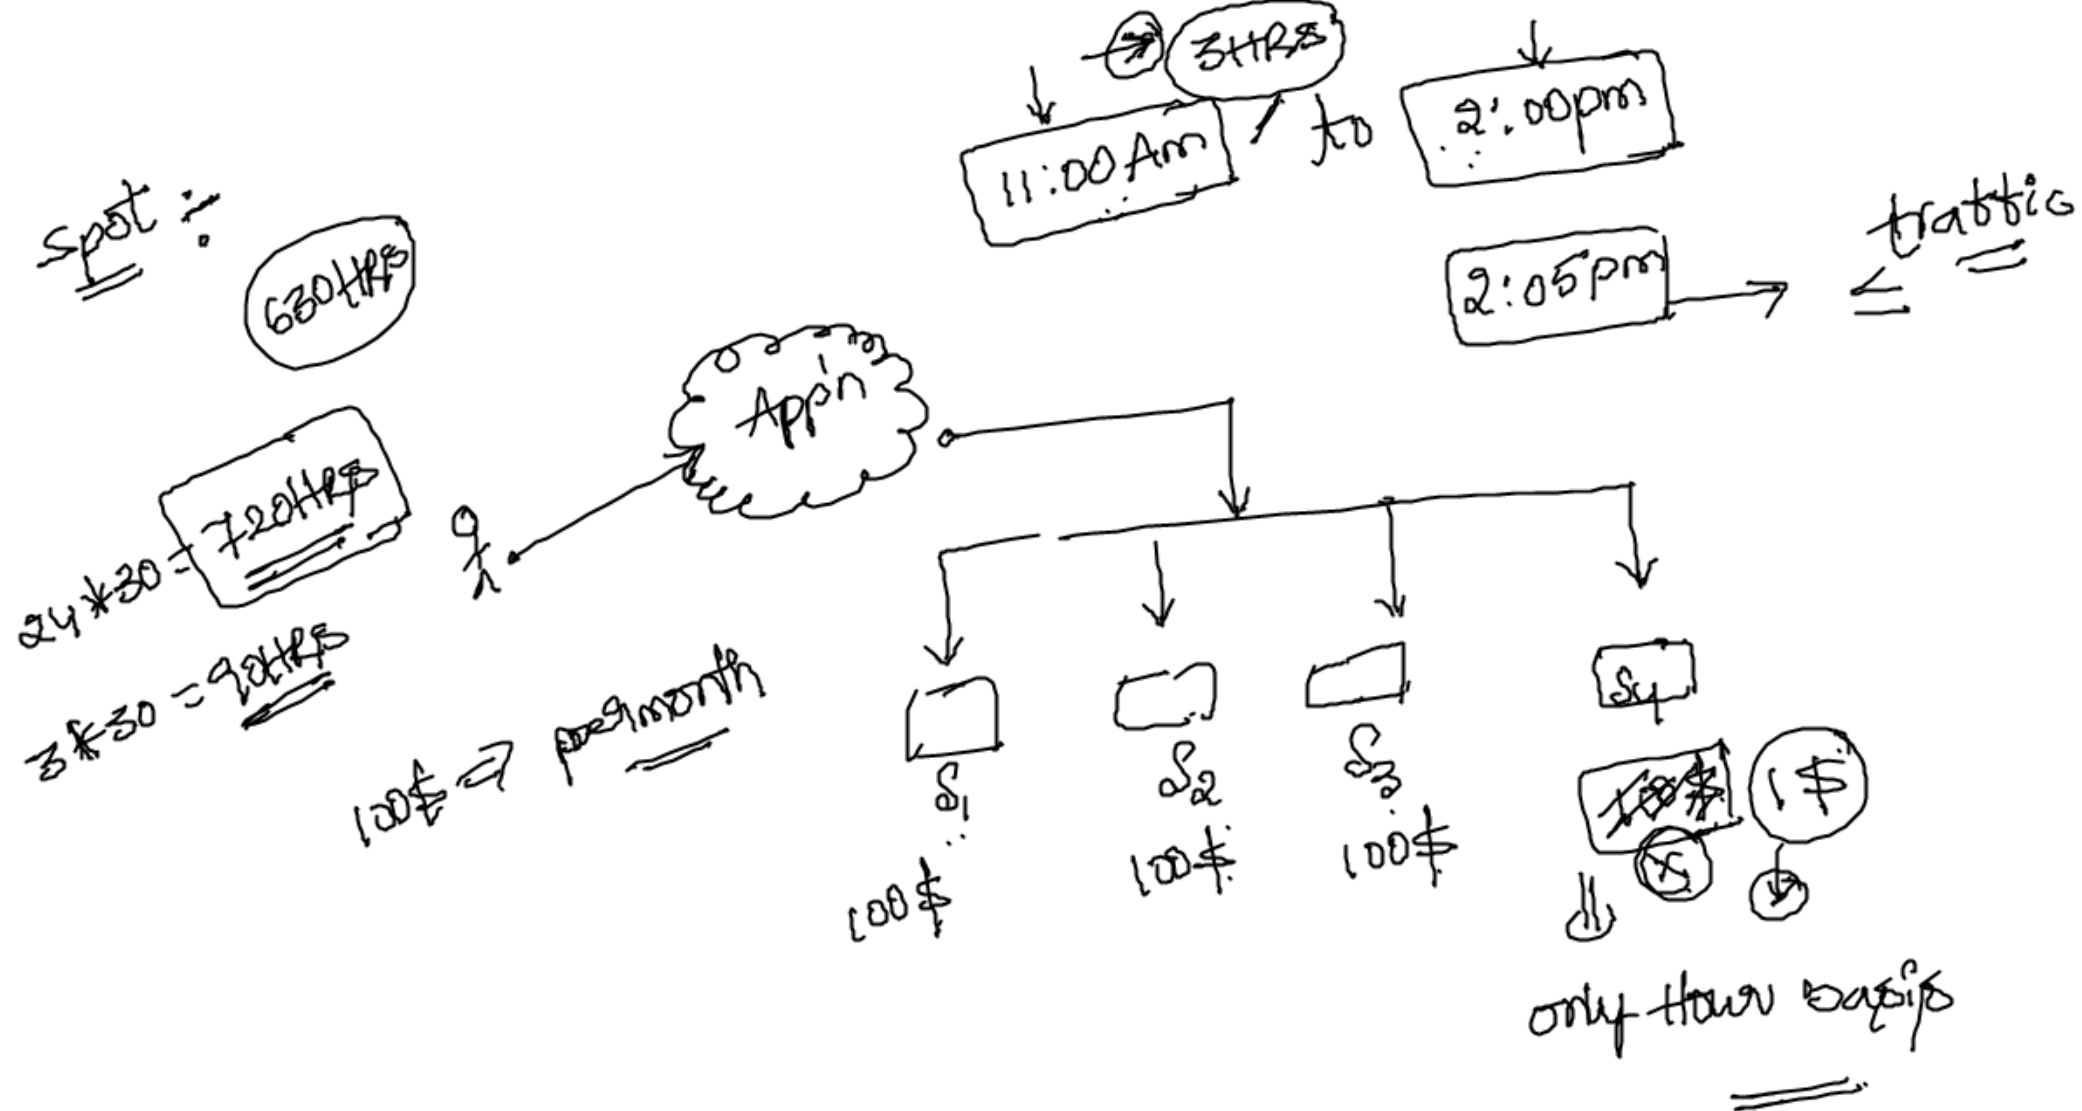 3HRS
11:00 Am to 2:00pm
Spot :-
traffic
2:05pm
630HRS
App'n
24*30 = 720HRS
3*30 = 90HRS
100$ => per month
S1
S2
S3
S4
100$
100$
100$
100$
1$
only Hour basis